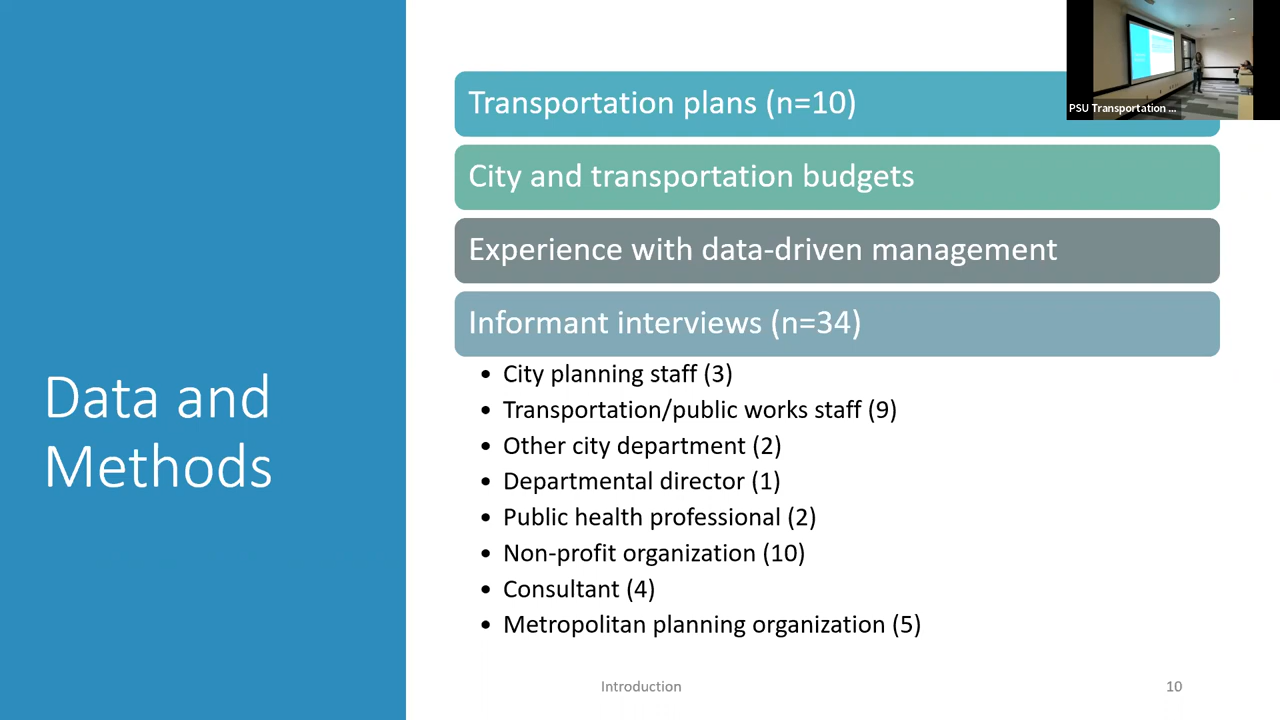 Transportation plans (n=10)
PSU Transportation ...
City and transportation budgets
Experience with data-driven management
Informant interviews (n=34)
• City planning staff (3)
• Transportation/public works staff (9)
• Other city department (2)
• Departmental director (1)
• Public health professional (2)
• Non-profit organization (10)
• Consultant (4)
• Metropolitan planning organization (5)
Data and
Methods
Introduction
10